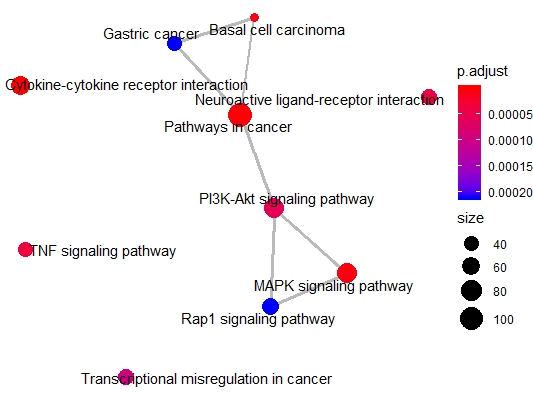 Gastric cancer
Basal cell carcinoma
Cytokine-cytokine receptor interaction
Neuroactive ligand-receptor interaction
Pathways in cancer
PI3K-Akt signaling pathway
TNF signaling pathway
MAPK signaling pathway
Rap1 signaling pathway
Transcriptional misregulation in cancer
p.adjust
0.00005
0.00010
0.00015
0.00020
size
40
60
80
100